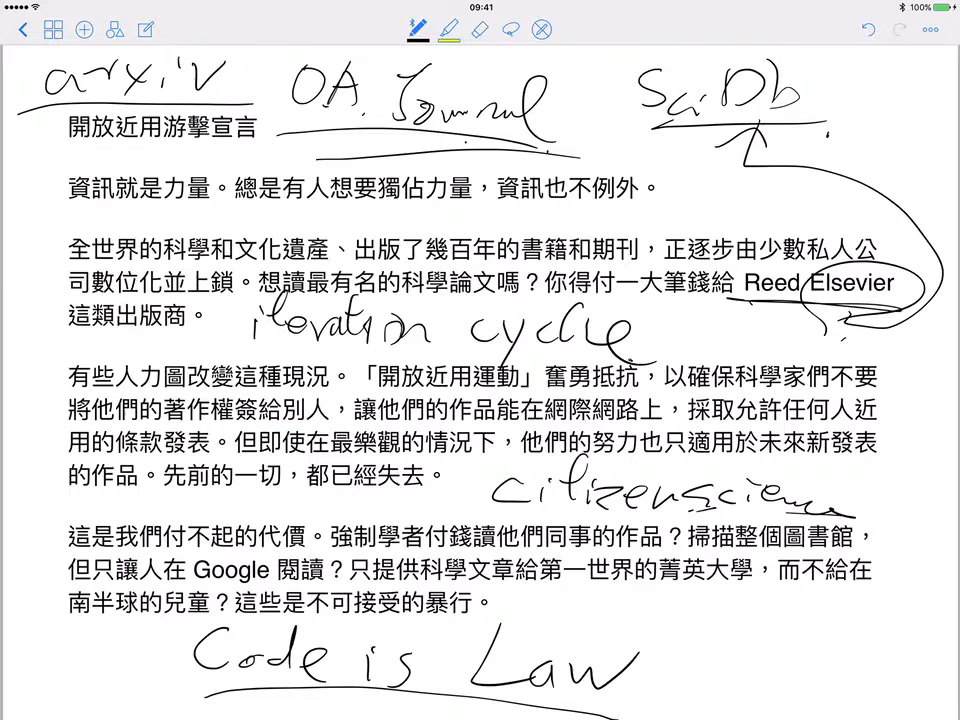 09:41
100%
arxiv OA. Journal SciDb
開放近用游擊宣言
資訊就是力量。總是有人想要獨佔力量，資訊也不例外。
全世界的科學和文化遺產、出版了幾百年的書籍和期刊，正逐步由少數私人公
司數位化並上鎖。想讀最有名的科學論文嗎？你得付一大筆錢給 Reed Elsevier
這類出版商。
iteration cycle
有些人力圖改變這種現況。「開放近用運動」奮勇抵抗，以確保科學家們不要
將他們的著作權簽給別人，讓他們的作品能在網際網路上，採取允許任何人近
用的條款發表。但即使在最樂觀的情況下，他們的努力也只適用於未來新發表
的作品。先前的一切，都已經失去。
citizenscience
這是我們付不起的代價。強制學者付錢讀他們同事的作品？掃描整個圖書館，
但只讓人在 Google 閱讀？只提供科學文章給第一世界的菁英大學，而不給在
南半球的兒童？這些是不可接受的暴行。
Code is Law